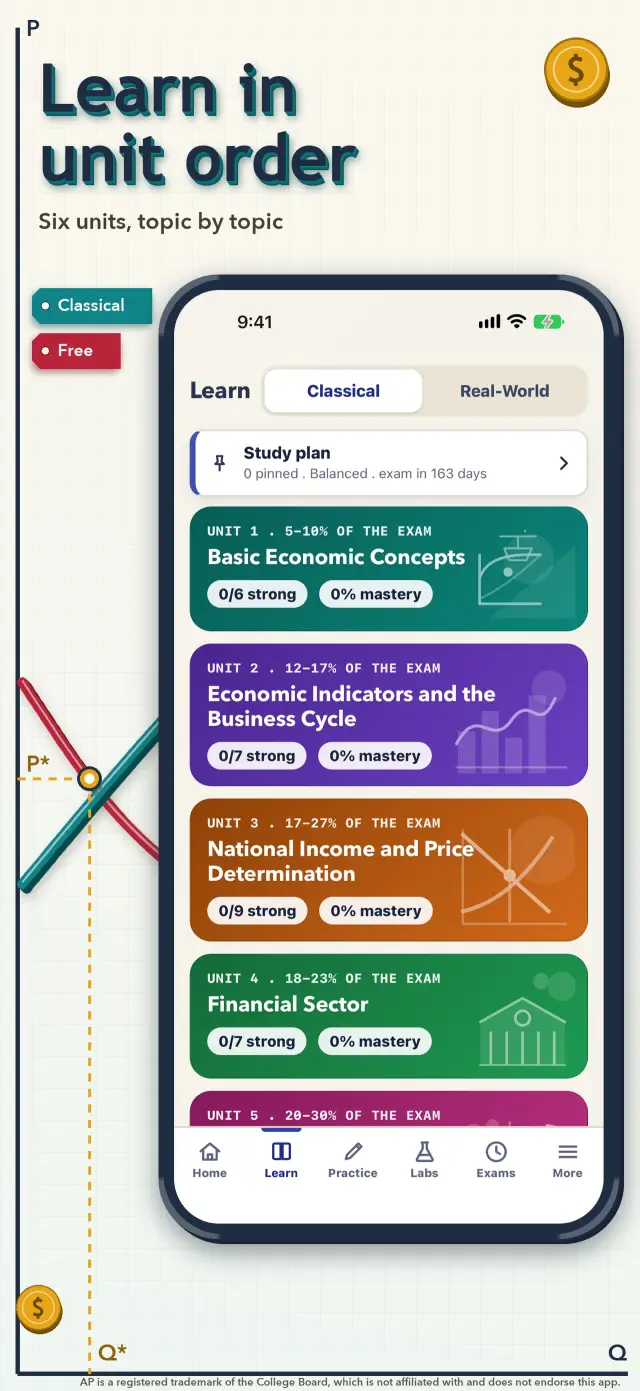 P
$
Learn in
unit order
Six units, topic by topic
Classical
Free
9:41
Learn
Classical
Real-World
Study plan
0 pinned . Balanced . exam in 163 days
UNIT 1 . 5–10% OF THE EXAM
Basic Economic Concepts
0/6 strong
0% mastery
UNIT 2 . 12–17% OF THE EXAM
Economic Indicators and the
Business Cycle
0/7 strong
0% mastery
P*
UNIT 3 . 17–27% OF THE EXAM
National Income and Price
Determination
0/9 strong
0% mastery
UNIT 4 . 18–23% OF THE EXAM
Financial Sector
0/7 strong
0% mastery
UNIT 5 . 20–30% OF THE EXAM
Home
Learn
Practice
Labs
Exams
More
$
Q*
Q
AP is a registered trademark of the College Board, which is not affiliated with and does not endorse this app.